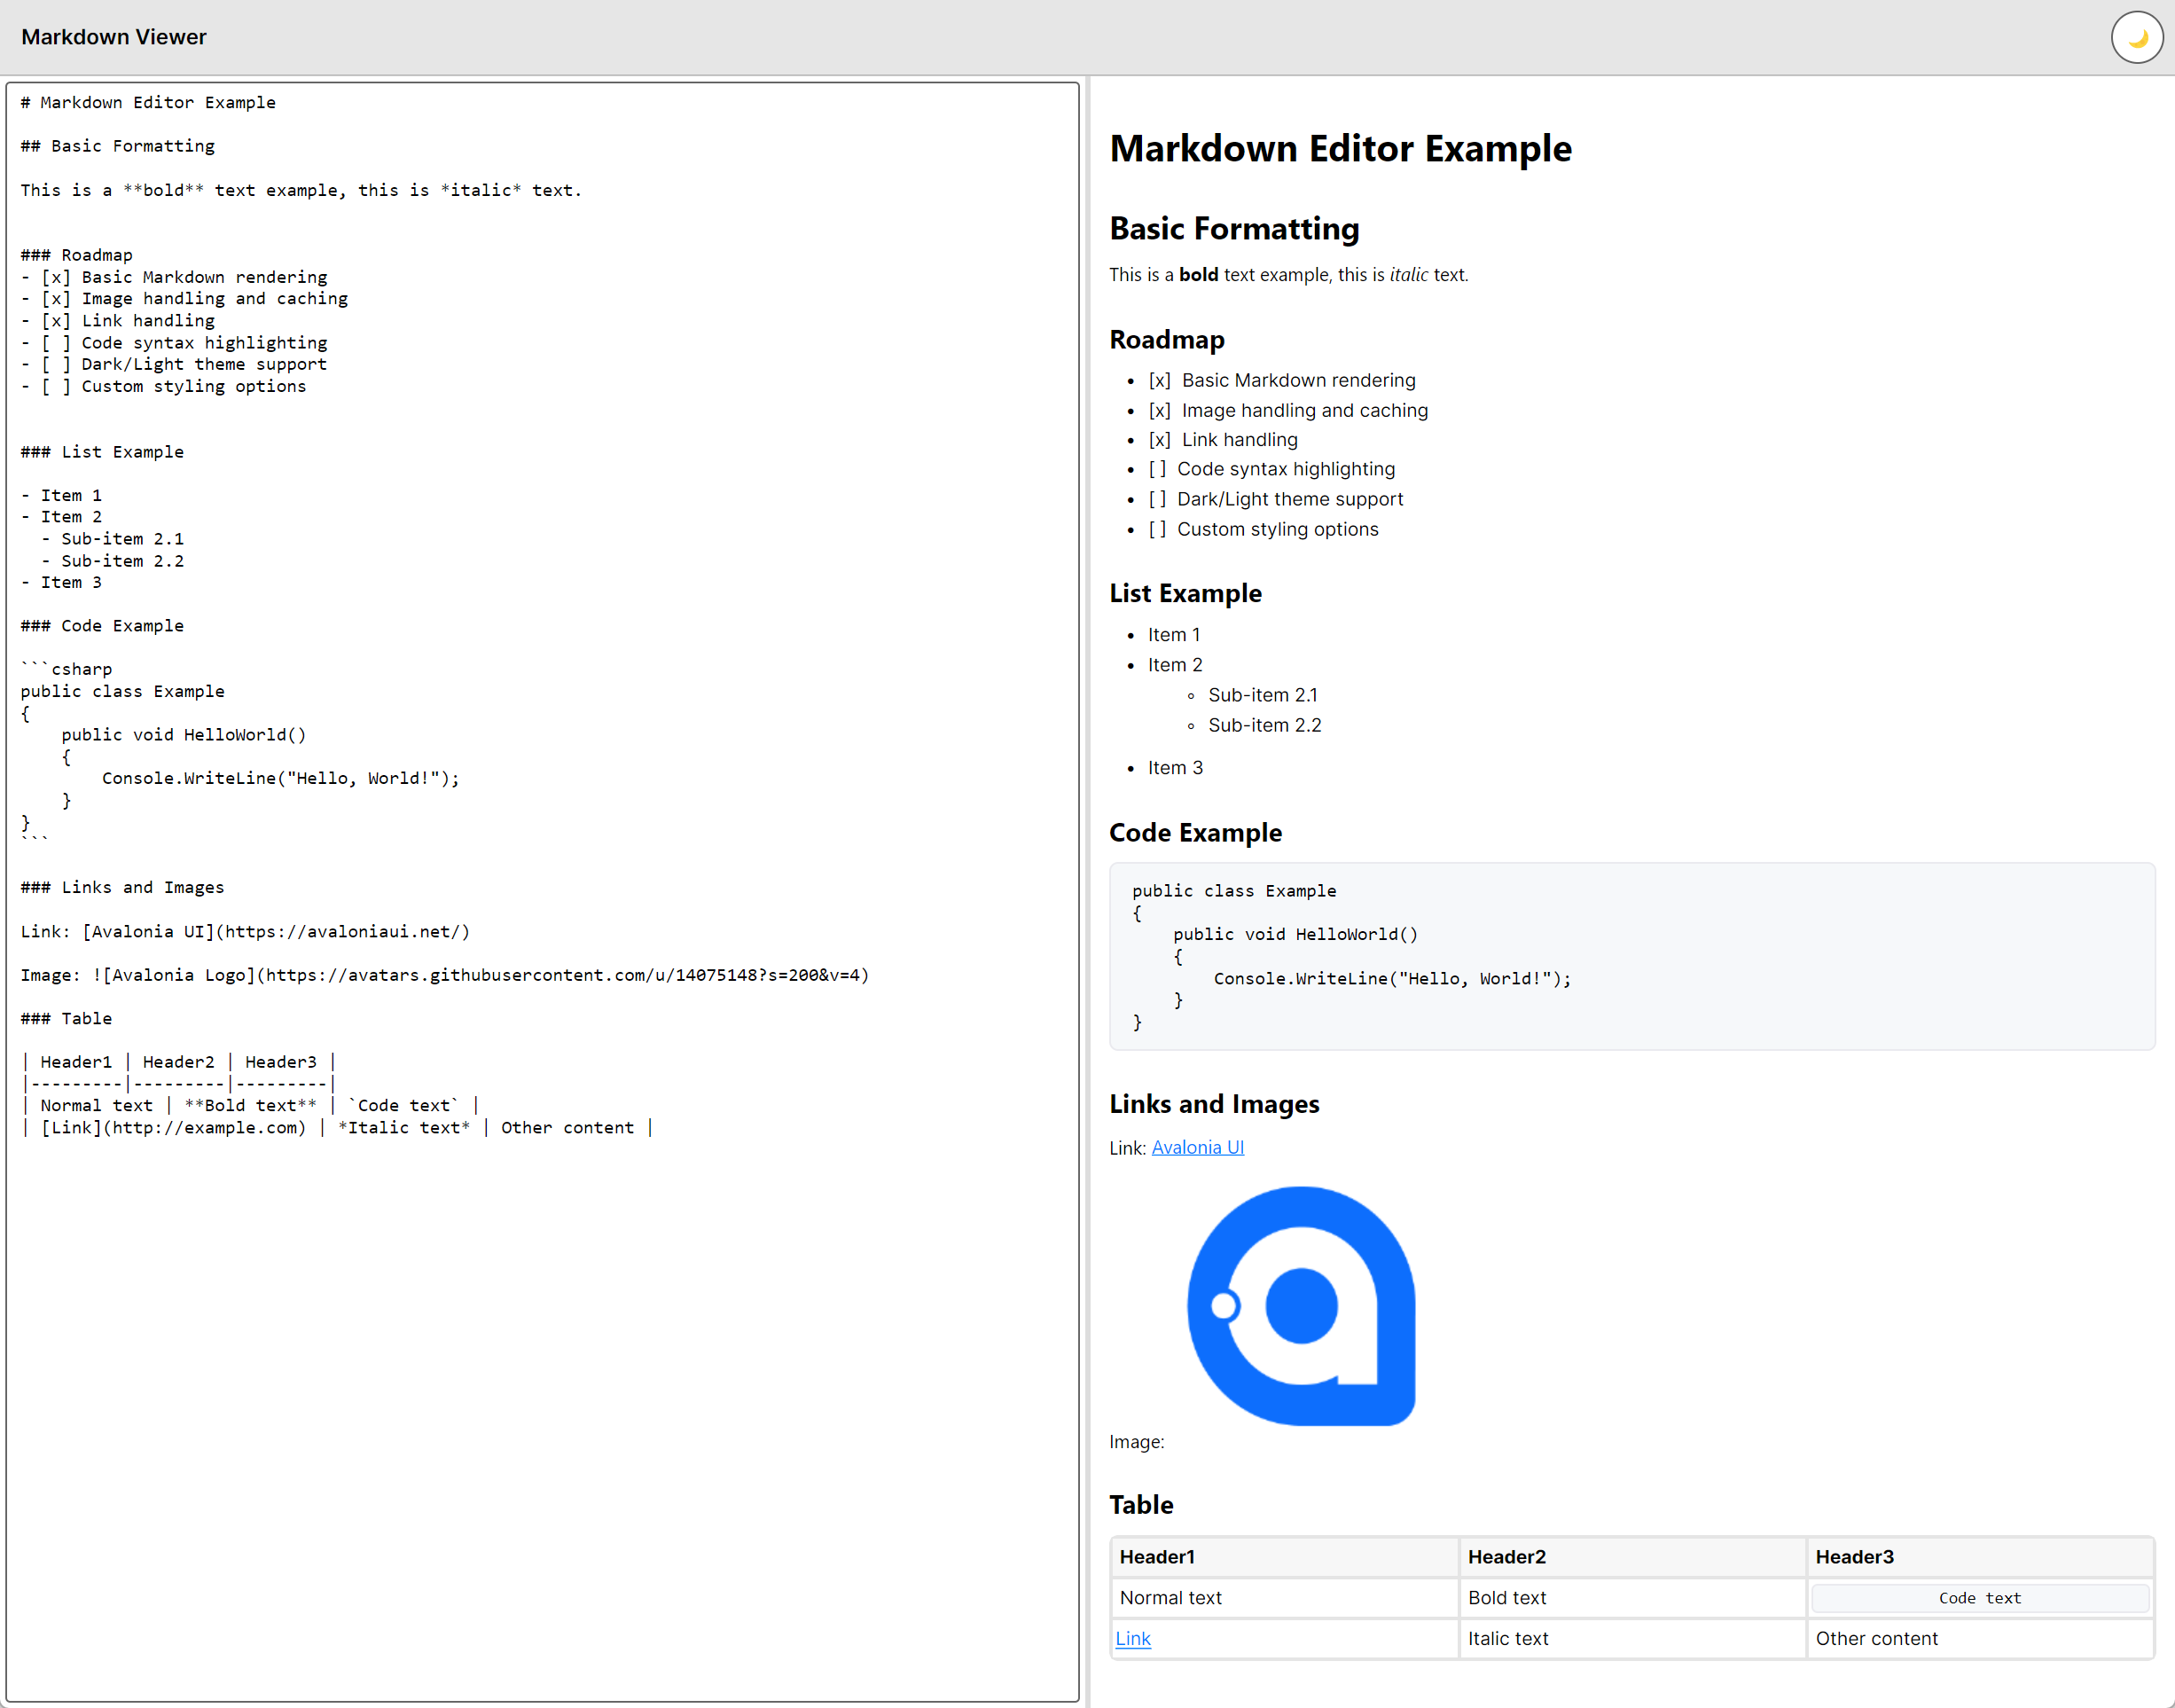 Markdown Viewer
# Markdown Editor Example
## Basic Formatting
This is a **bold** text example, this is *italic* text.
### Roadmap
- [x] Basic Markdown rendering
- [x] Image handling and caching
- [x] Link handling
- [ ] Code syntax highlighting
- [ ] Dark/Light theme support
- [ ] Custom styling options
### List Example
- Item 1
- Item 2
  - Sub-item 2.1
  - Sub-item 2.2
- Item 3
### Code Example
```csharp
public class Example
{
    public void HelloWorld()
    {
        Console.WriteLine("Hello, World!");
    }
}
```
### Links and Images
Link: [Avalonia UI](https://avaloniaui.net/)
Image: ![Avalonia Logo](https://avatars.githubusercontent.com/u/14075148?s=200&v=4)
### Table
| Header1 | Header2 | Header3 |
|---------|---------|---------|
| Normal text | **Bold text** | `Code text` |
| [Link](http://example.com) | *Italic text* | Other content |
Markdown Editor Example
Basic Formatting
This is a bold text example, this is italic text.
Roadmap
• [x] Basic Markdown rendering
• [x] Image handling and caching
• [x] Link handling
• [ ] Code syntax highlighting
• [ ] Dark/Light theme support
• [ ] Custom styling options
List Example
• Item 1
• Item 2
◦ Sub-item 2.1
◦ Sub-item 2.2
• Item 3
Code Example
public class Example
{
    public void HelloWorld()
    {
        Console.WriteLine("Hello, World!");
    }
}
Links and Images
Link: Avalonia UI
Image:
Table
Header1 Header2 Header3
Normal text Bold text Code text
Link Italic text Other content